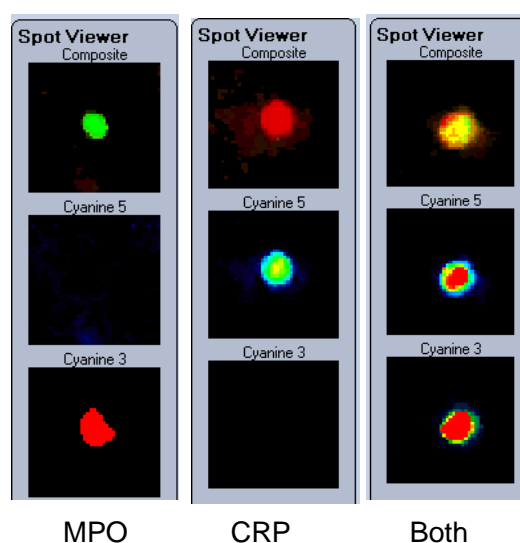 Spot Viewer
Composite
Cyanine 5
Cyanine 3
Spot Viewer
Composite
Cyanine 5
Cyanine 3
Spot Viewer
Composite
Cyanine 5
Cyanine 3
MPO
CRP
Both